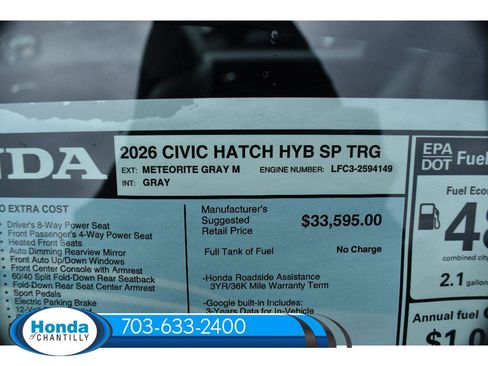 NDA
2026 CIVIC HATCH HYB SP TRG
EXT: METEORITE GRAY M ENGINE NUMBER: LFC3-2594149
INT: GRAY
EPA
DOT Fuel
Fuel Econ
48
combined city
2.1 gallon
Annual fuel
O EXTRA COST
Driver's 8-Way Power Seat
Front Passenger's 4-Way Power Seat
Heated Front Seats
Auto Dimming Rearview Mirror
Front Auto Up/Down Windows
Front Center Console with Armrest
60/40 Split Fold-Down Rear Seatback
Fold-Down Rear Seat Center Armrest
Sport Pedals
Electric Parking Brake
Manufacturer's
Suggested $33,595.00
Retail Price
Full Tank of Fuel No Charge
-Honda Roadside Assistance
3YR/36K Mile Warranty Term
-Google built-in Includes:
3-Years Data for In-Vehicle
Honda
OF CHANTILLY
703-633-2400